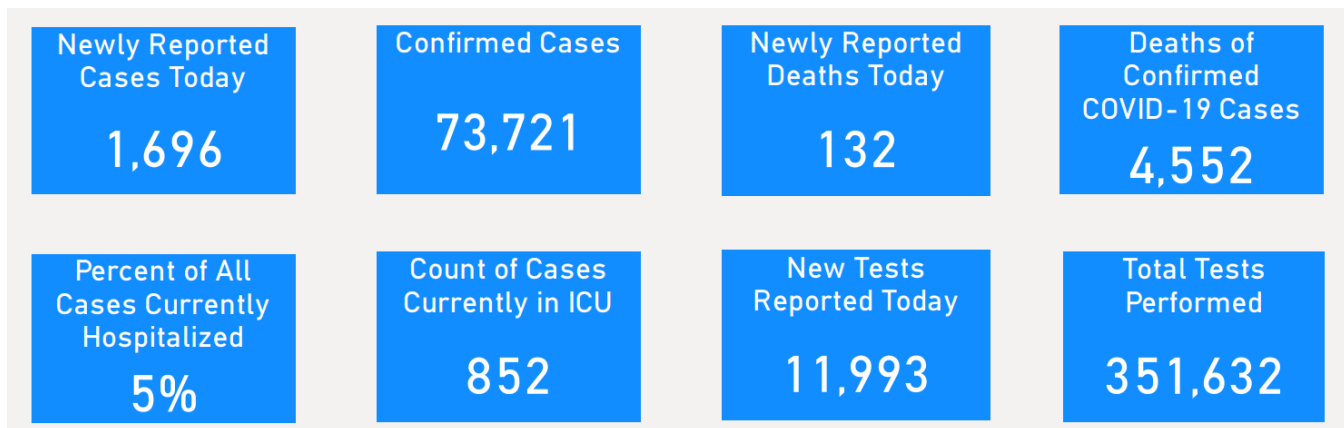 Newly Reported
Cases Today
1,696
Confirmed Cases
73,721
Newly Reported
Deaths Today
132
Deaths of
Confirmed
COVID-19 Cases
4,552
Percent of All
Cases Currently
Hospitalized
5%
Count of Cases
Currently in ICU
852
New Tests
Reported Today
11,993
Total Tests
Performed
351,632